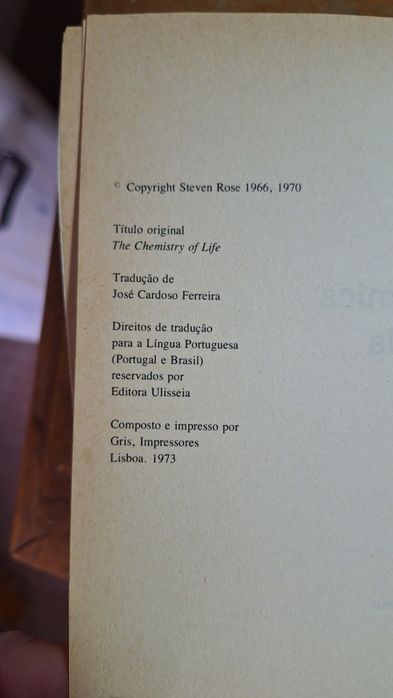 © Copyright Steven Rose 1966, 1970
Título original
The Chemistry of Life
Tradução de
José Cardoso Ferreira
Direitos de tradução
para a Língua Portuguesa
(Portugal e Brasil)
reservados por
Editora Ulisseia
Composto e impresso por
Gris, Impressores
Lisboa. 1973